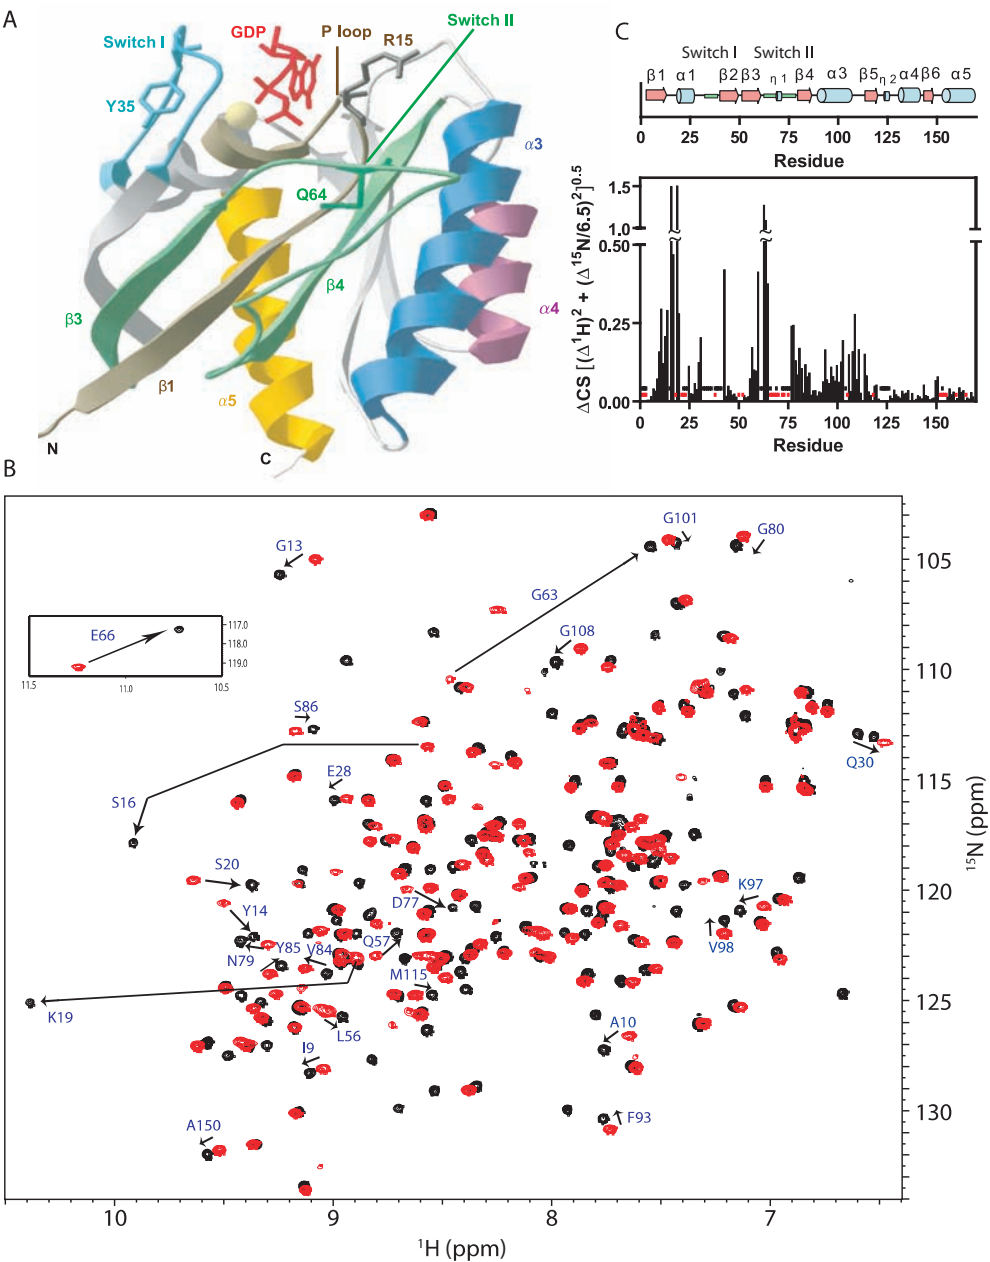 A
Switch I
GDP
P loop
Switch II
R15
Y35
α3
Q64
β4
β3
α4
β1
α5
N
C
C
Switch I Switch II
β1 α1 β2 β3 η 1 β4 α3 β5 η 2 α4 β6 α5
0 25 50 75 100 125 150
Residue
ΔCS [(Δ¹H)² + (Δ¹⁵N/6.5)²]⁰·⁵
1.5
1.0
0.50
0.25
0.00
0 25 50 75 100 125 150
Residue
B
G101
G80
G13
105
G63
E66
117.0
118.0
119.0
11.5 11.0 10.5
G108
110
S86
Q30
E28
115
S16
¹⁵N (ppm)
S20
D77
K97
120
Y14
Q57
N79
Y85
V84
V98
M115
125
K19
L56
A10
I9
F93
130
A150
10 9 8 7
¹H (ppm)